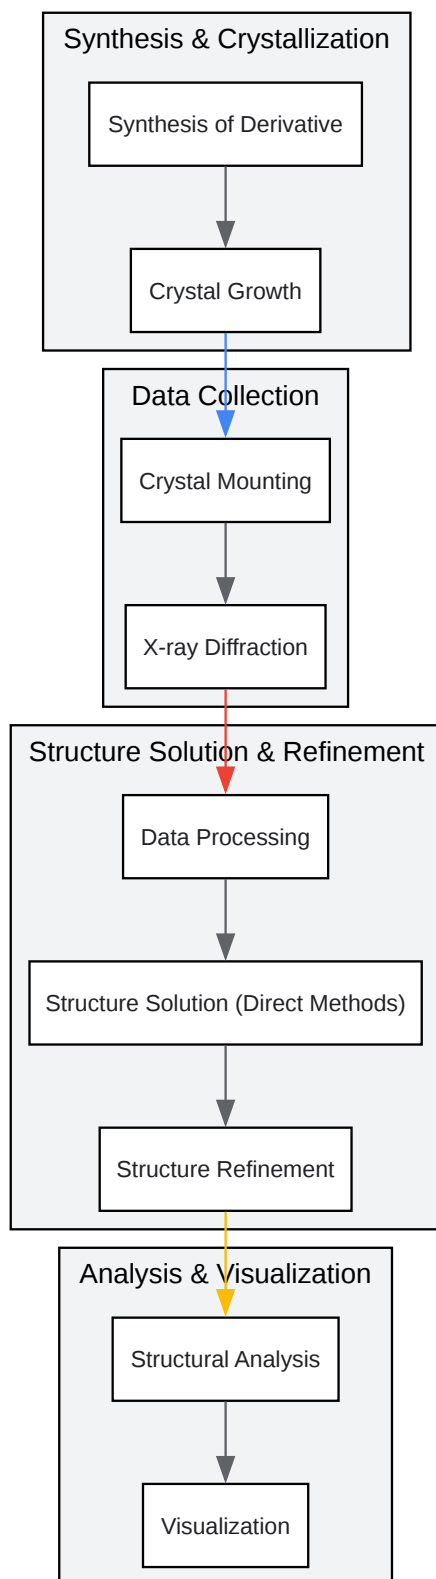 Synthesis & Crystallization
Synthesis of Derivative
Crystal Growth
Data Collection
Crystal Mounting
X-ray Diffraction
Structure Solution & Refinement
Data Processing
Structure Solution (Direct Methods)
Structure Refinement
Analysis & Visualization
Structural Analysis
Visualization